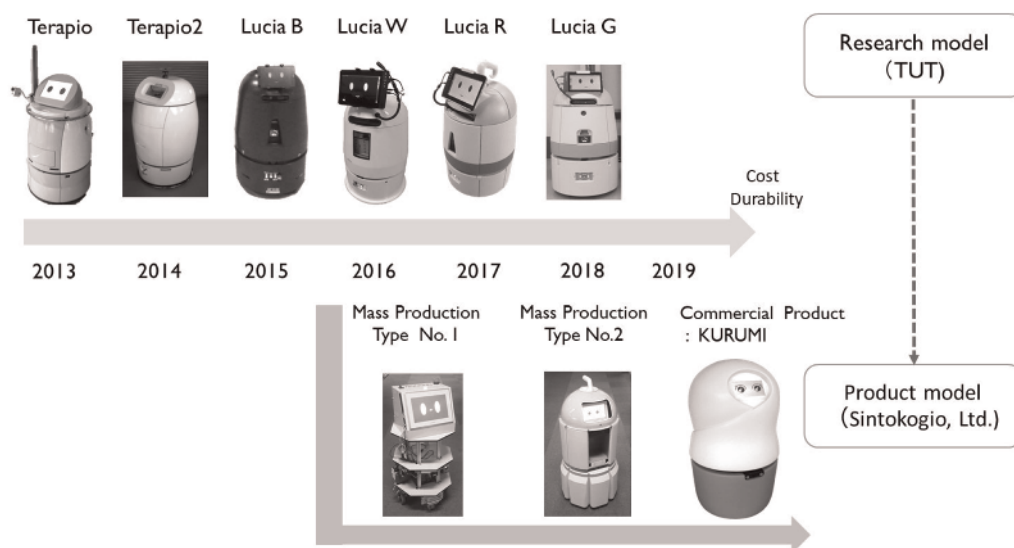 Terapio
Terapio2
Lucia B
Lucia W
Lucia R
Lucia G
Research model
(TUT)
Cost
Durability
2013
2014
2015
2016
2017
2018
2019
Mass Production
Type No. 1
Mass Production
Type No.2
Commercial Product
: KURUMI
Product model
(Sintokogio, Ltd.)